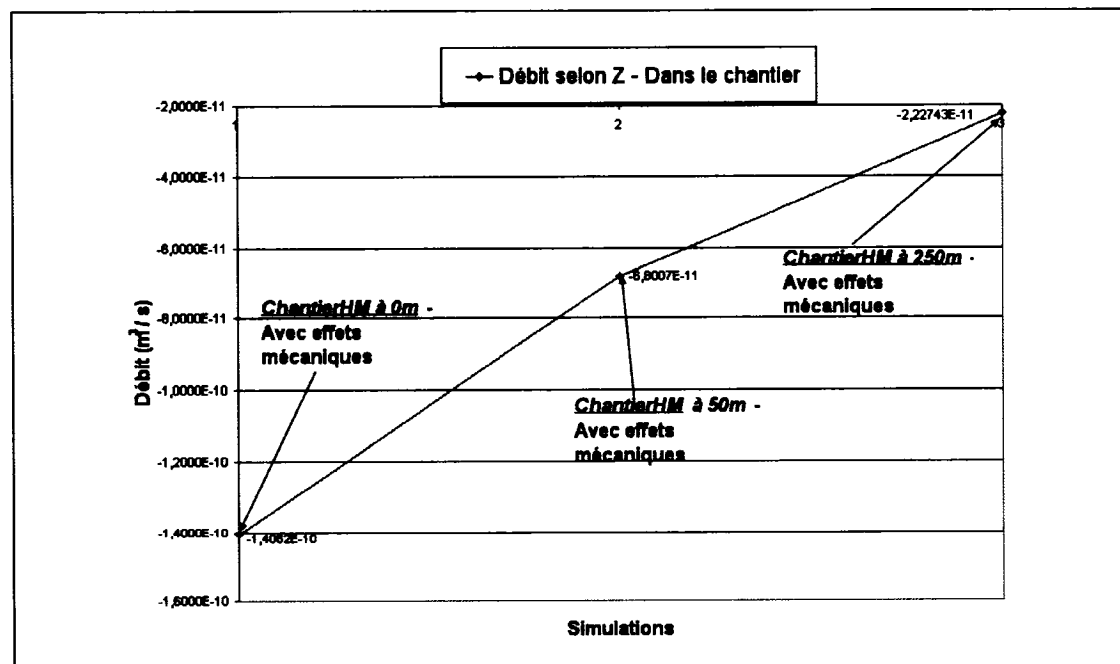 Débit selon Z - Dans le chantier
-2,0000E-11
-4,0000E-11
-6,0000E-11
-8,0000E-11
-1,0000E-10
-1,2000E-10
-1,4000E-10
-1,6000E-10
Débit (m³ / s)
2
3
-2,22743E-11
ChantierHM à 250m -
Avec effets
mécaniques
-6,8007E-11
ChantierHM à 0m -
Avec effets
mécaniques
ChantierHM à 50m -
Avec effets
mécaniques
-1,4062E-10
Simulations